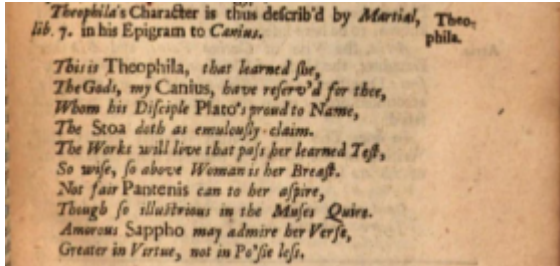 Theophila's Character is thus describ'd by Martial,
lib. 7. in his Epigram to Canius.
Theo-
phila.
This is Theophila, that learned she,
The Gods, my Canius, have reserv'd for thee,
Whom his Disciple Plato's proud to Name,
The Stoa doth as emulously claim.
The Works will live that pass her learned Test,
So wise, so above Woman is her Breast.
Not fair Pantenis can to her aspire,
Though so illustrious in the Muses Quire.
Amorous Sappho may admire her Verse,
Greater in Virtue, not in Po'sie less.